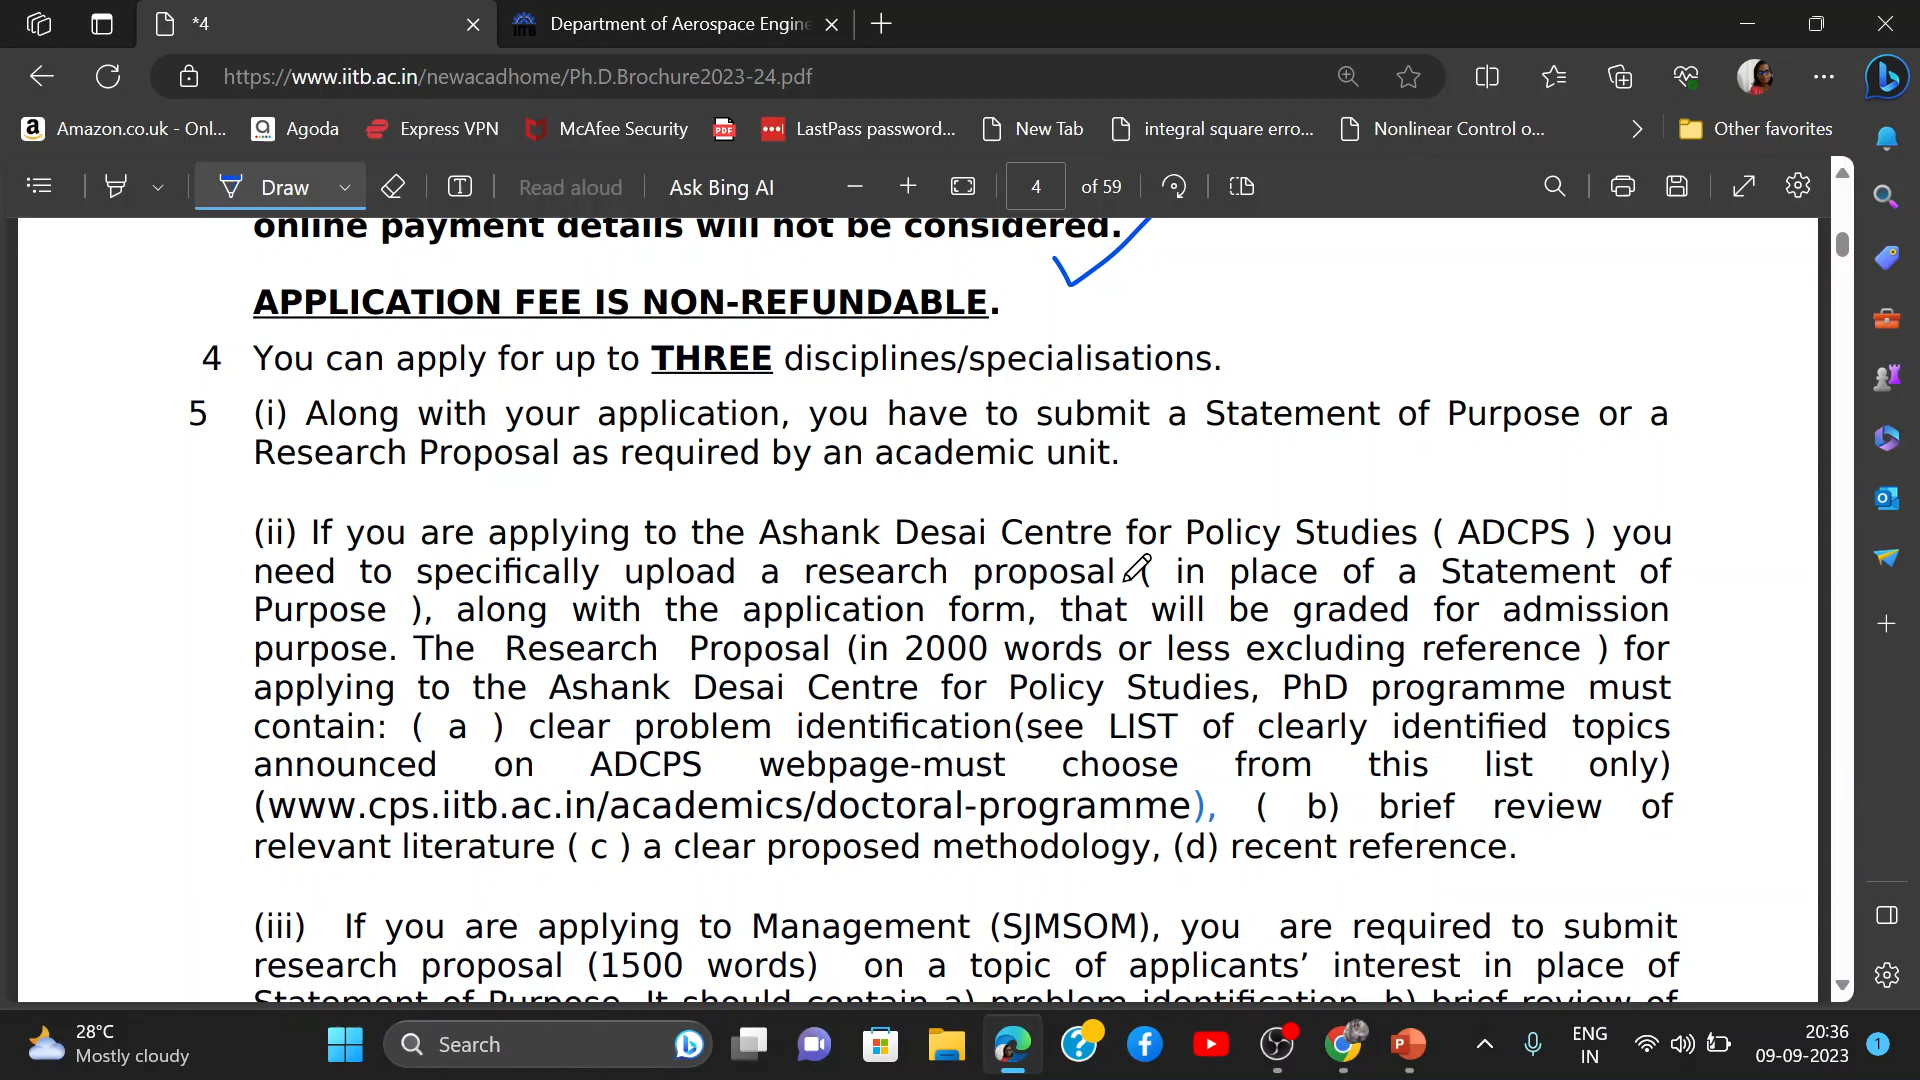 *4
Department of Aerospace Engine
https://www.iitb.ac.in/newacadhome/Ph.D.Brochure2023-24.pdf
Amazon.co.uk - Onl...
Agoda
Express VPN
McAfee Security
LastPass password...
New Tab
integral square erro...
Nonlinear Control o...
Other favorites
Draw
Read aloud
Ask Bing AI
4
of 59
online payment details will not be considered.
APPLICATION FEE IS NON-REFUNDABLE.
4 You can apply for up to THREE disciplines/specialisations.
5 (i) Along with your application, you have to submit a Statement of Purpose or a
Research Proposal as required by an academic unit.
(ii) If you are applying to the Ashank Desai Centre for Policy Studies ( ADCPS ) you
need to specifically upload a research proposal ( in place of a Statement of
Purpose ), along with the application form, that will be graded for admission
purpose. The Research Proposal (in 2000 words or less excluding reference ) for
applying to the Ashank Desai Centre for Policy Studies, PhD programme must
contain: ( a ) clear problem identification(see LIST of clearly identified topics
announced on ADCPS webpage-must choose from this list only)
(www.cps.iitb.ac.in/academics/doctoral-programme), ( b) brief review of
relevant literature ( c ) a clear proposed methodology, (d) recent reference.
(iii) If you are applying to Management (SJMSOM), you are required to submit
research proposal (1500 words) on a topic of applicants’ interest in place of
Statement of Purpose. It should contain a) problem identification, b) brief review of
28°C
Mostly cloudy
Search
ENG
IN
20:36
09-09-2023
1